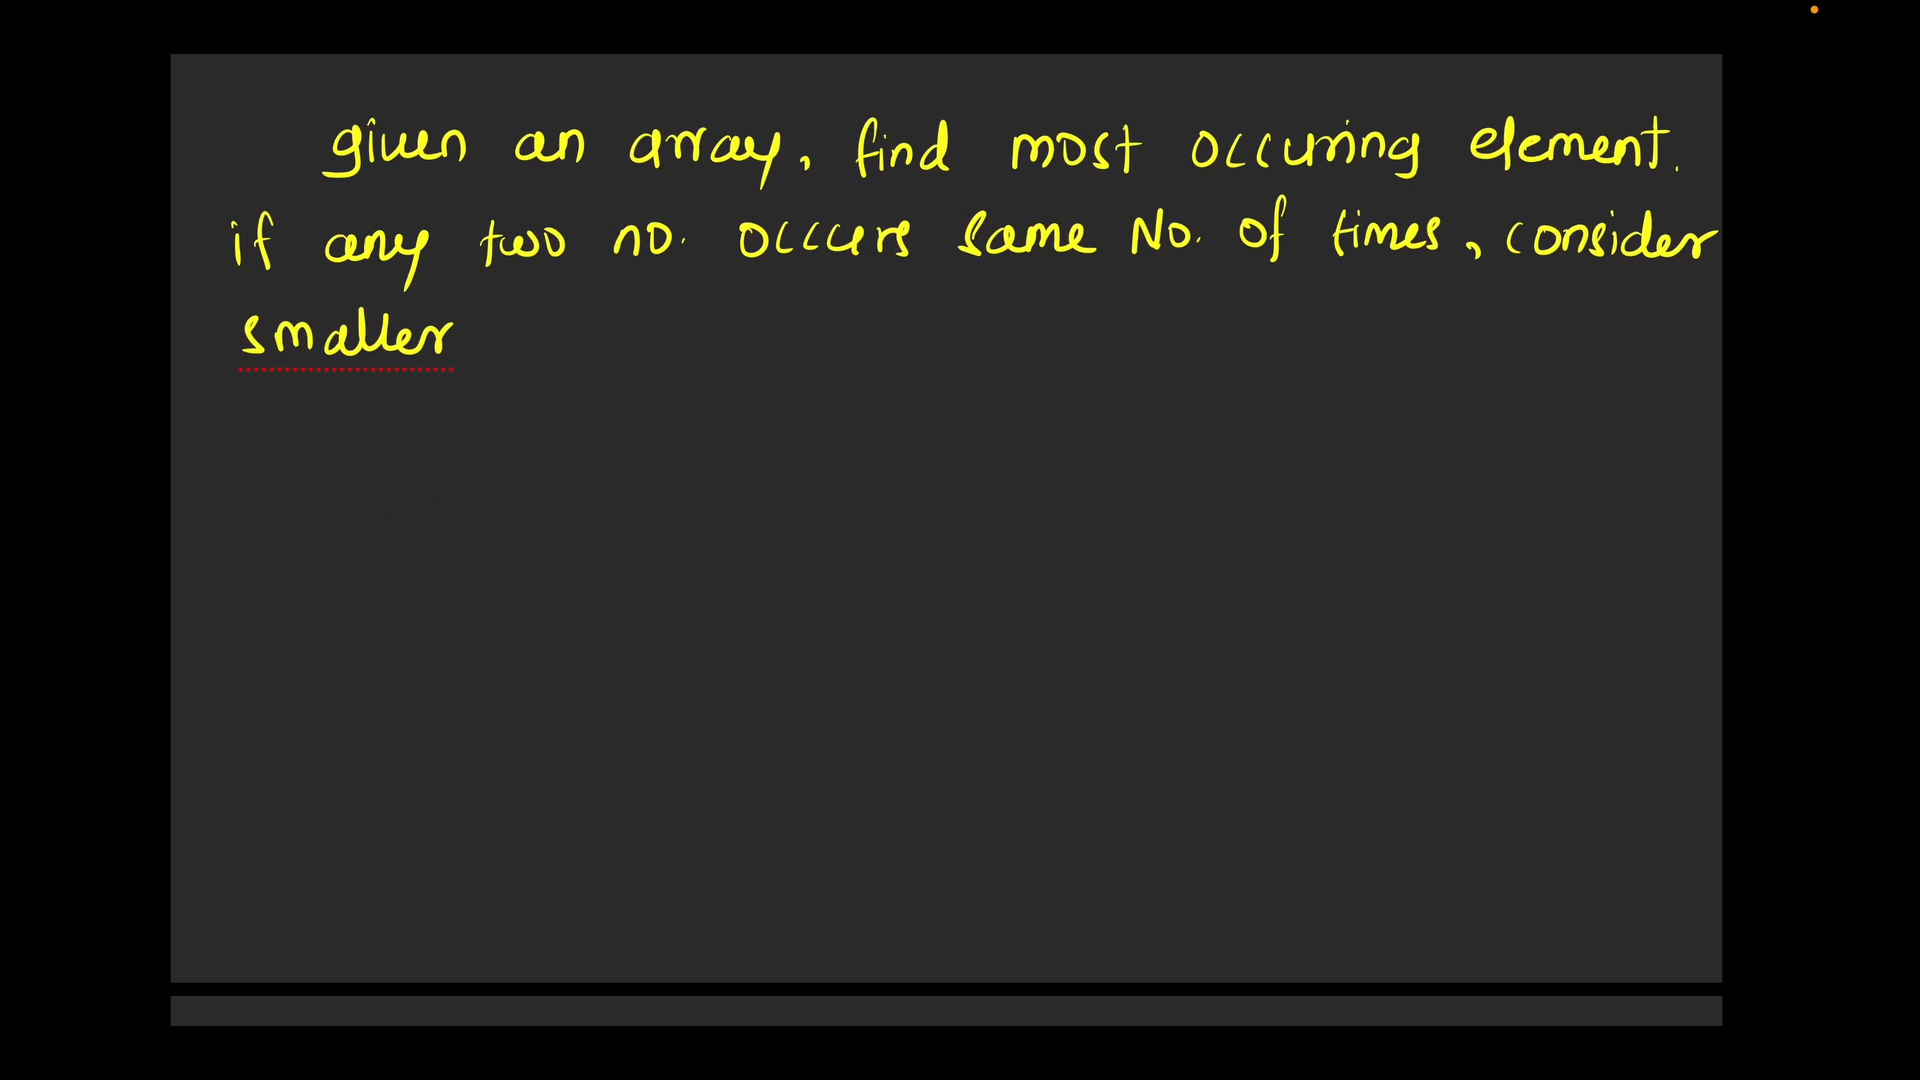 given an array, find most occuring element.
if any two no. occurs same No. of times, consider
smaller